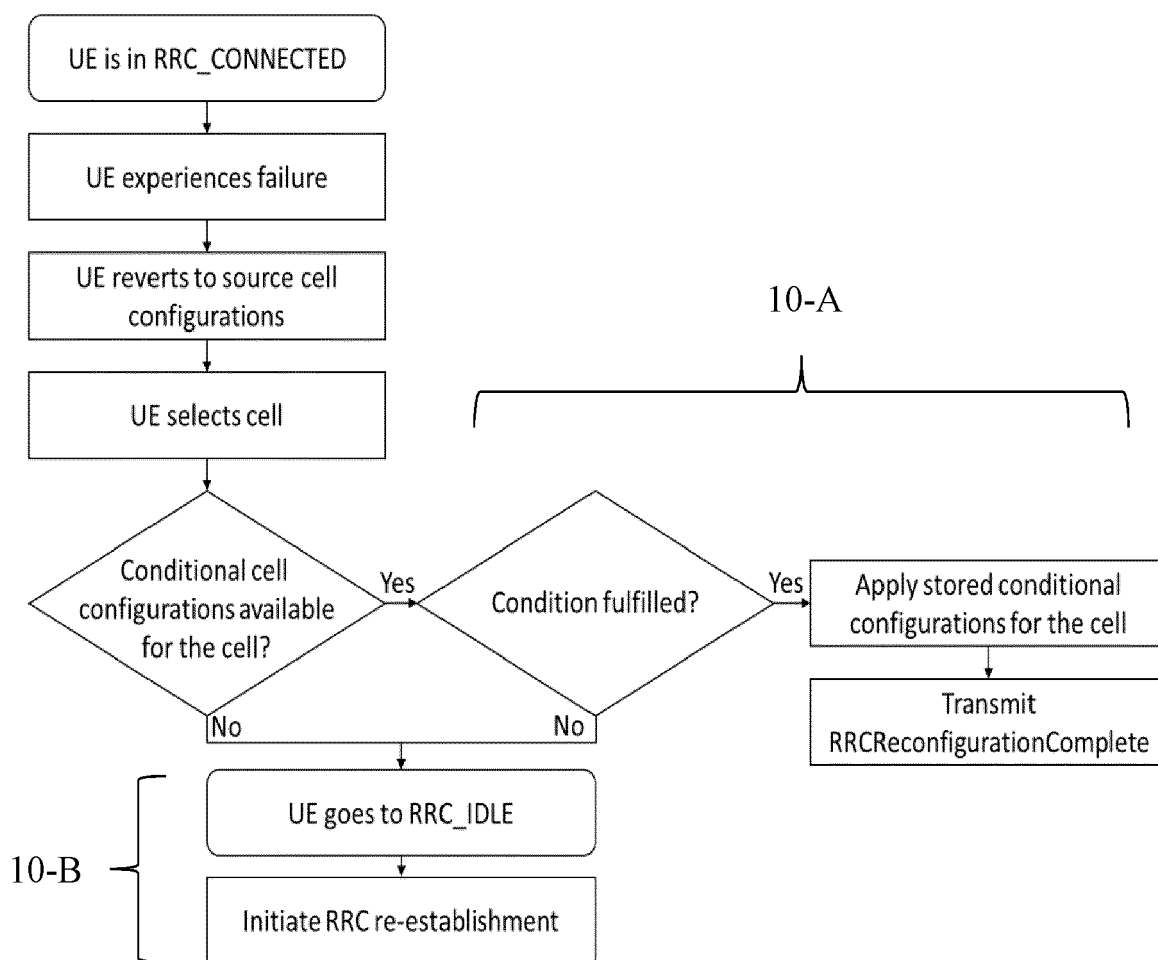 UE is in RRC_CONNECTED
UE experiences failure
UE reverts to source cell
configurations
10-A
UE selects cell
Conditional cell
configurations available
for the cell?
Yes
Condition fulfilled?
Yes
Apply stored conditional
configurations for the cell
Transmit
RRCReconfigurationComplete
No
No
UE goes to RRC_IDLE
10-B
Initiate RRC re-establishment